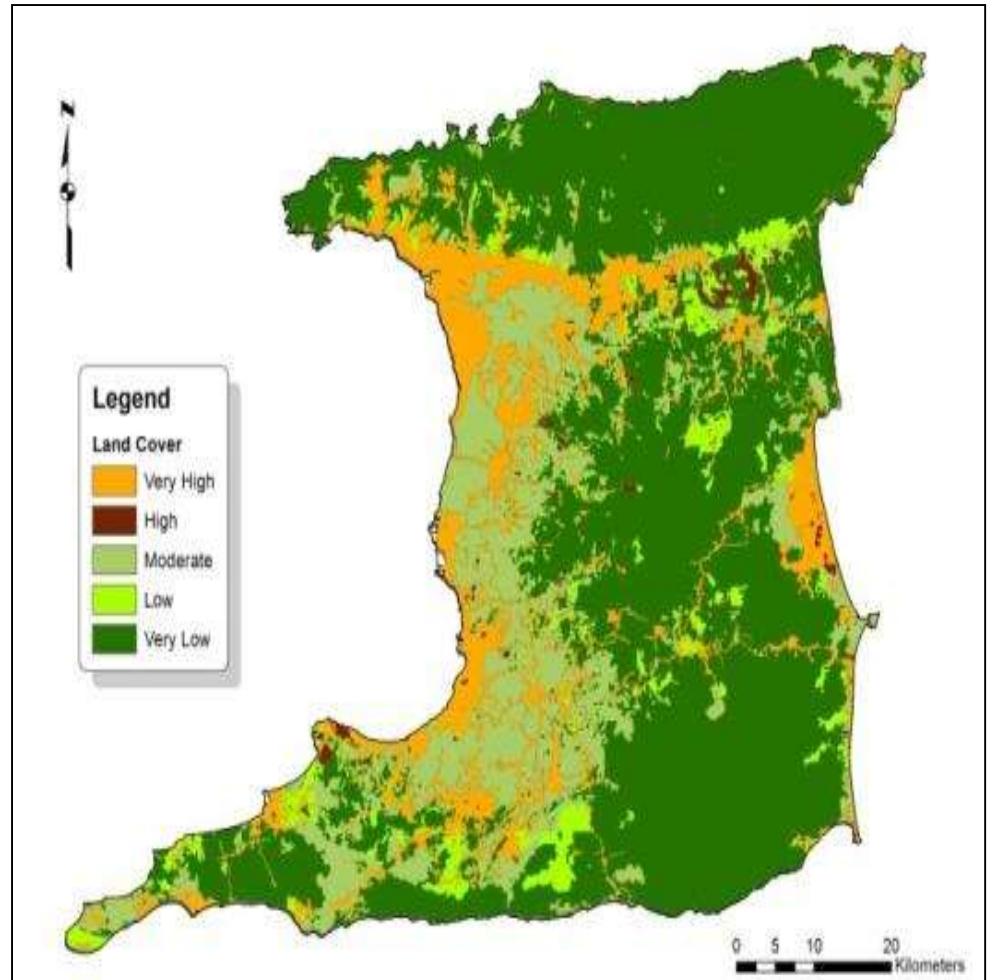 N
Legend
Land Cover
Very High
High
Moderate
Low
Very Low
0 5 10 20
Kilometers